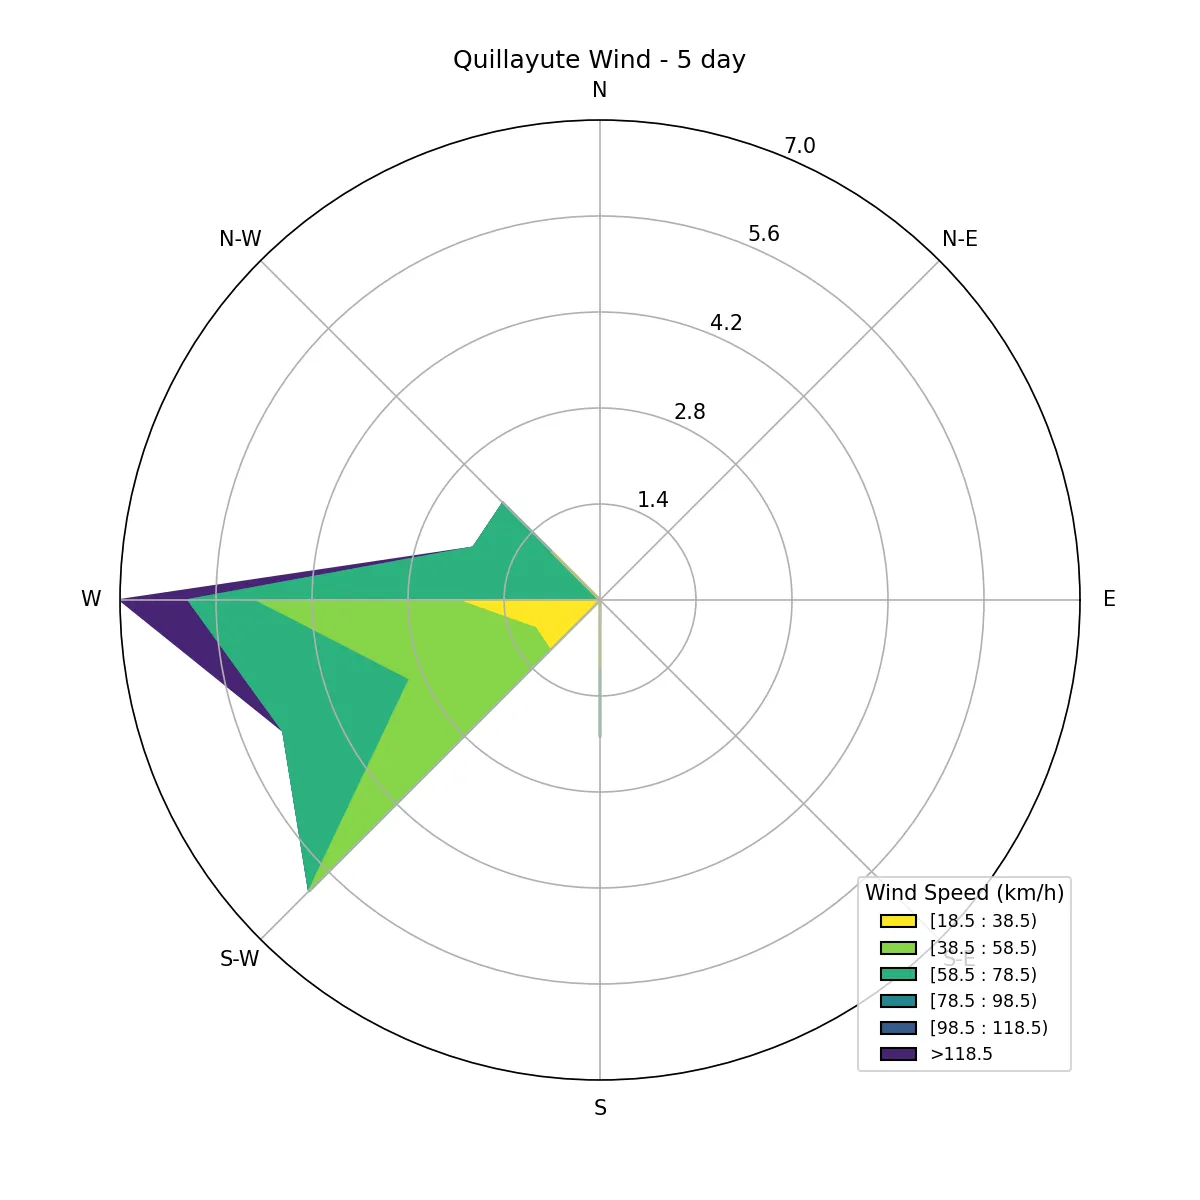 Quillayute Wind - 5 day
N
7.0
N-W
5.6
N-E
4.2
2.8
1.4
W
E
Wind Speed (km/h)
[18.5 : 38.5)
[38.5 : 58.5)
S-W
S-E
[58.5 : 78.5)
[78.5 : 98.5)
[98.5 : 118.5)
>118.5
S